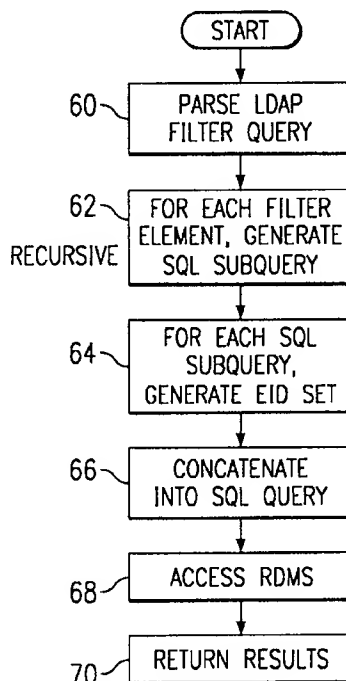 START
60
PARSE LDAP
FILTER QUERY
62
RECURSIVE
FOR EACH FILTER
ELEMENT, GENERATE
SQL SUBQUERY
64
FOR EACH SQL
SUBQUERY,
GENERATE EID SET
66
CONCATENATE
INTO SQL QUERY
68
ACCESS RDMS
70
RETURN RESULTS